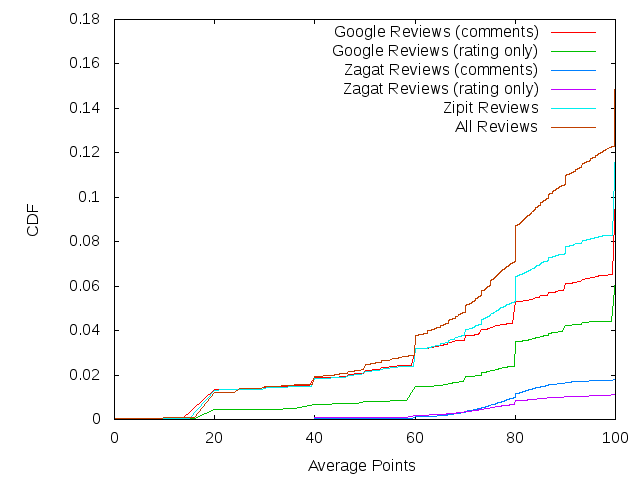 0.18
0.16
0.14
0.12
0.1
0.08
0.06
0.04
0.02
0
CDF
Google Reviews (comments)
Google Reviews (rating only)
Zagat Reviews (comments)
Zagat Reviews (rating only)
Zipit Reviews
All Reviews
0 20 40 60 80 100
Average Points